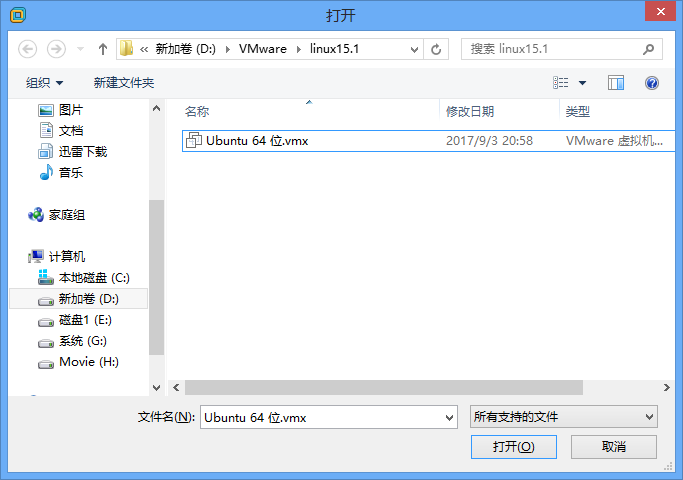 打开
« 新加卷 (D:) VMware linux15.1
搜索 linux15.1
组织 新建文件夹
名称 修改日期 类型
Ubuntu 64 位.vmx 2017/9/3 20:58 VMware 虚拟机...
图片
文档
迅雷下载
音乐
家庭组
计算机
本地磁盘 (C:)
新加卷 (D:)
磁盘1 (E:)
系统 (G:)
Movie (H:)
文件名(N): Ubuntu 64 位.vmx
所有支持的文件
打开(O) 取消